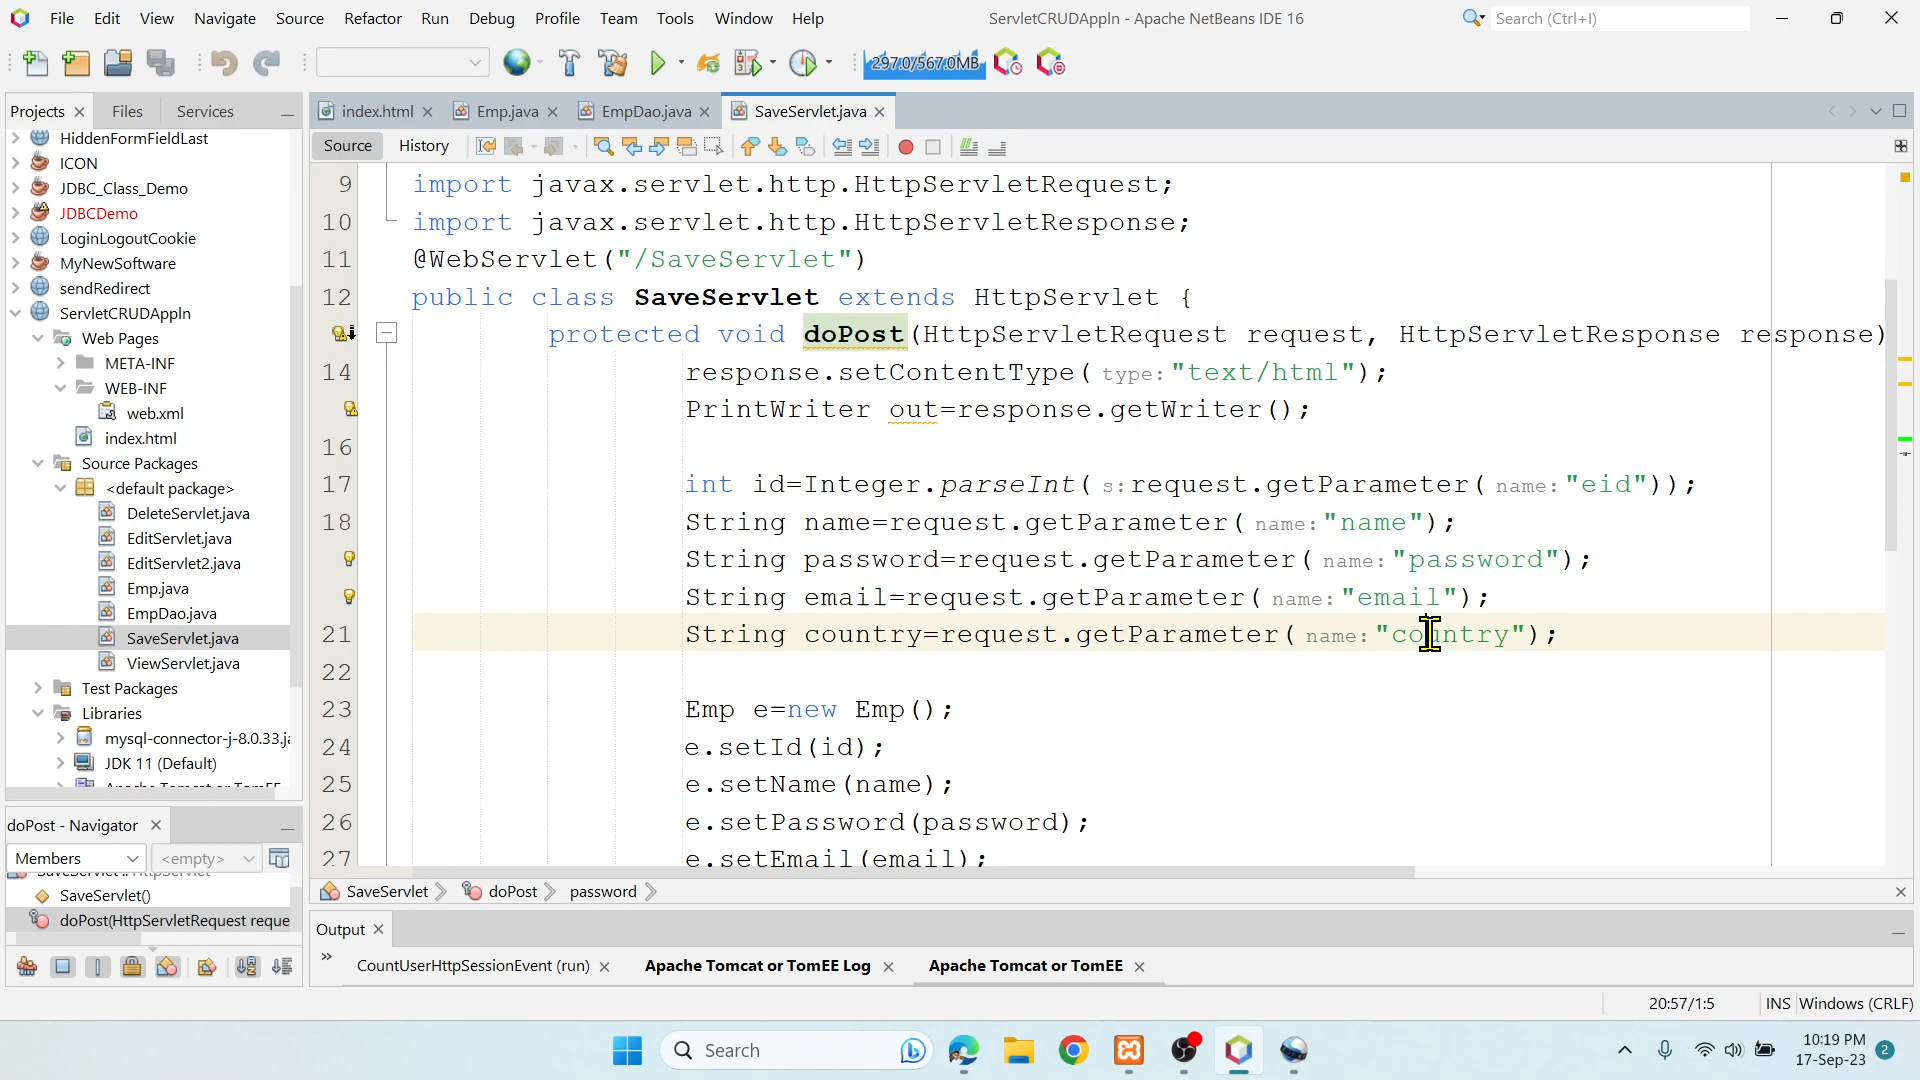 File Edit View Navigate Source Refactor Run Debug Profile Team Tools Window Help
ServletCRUDAppln - Apache NetBeans IDE 16
Search (Ctrl+I)
297.0/567.0MB
Projects Files Services
index.html Emp.java EmpDao.java SaveServlet.java
Source History
HiddenFormFieldLast
ICON
JDBC_Class_Demo
JDBCDemo
LoginLogoutCookie
MyNewSoftware
sendRedirect
ServletCRUDAppln
Web Pages
META-INF
WEB-INF
web.xml
index.html
Source Packages
<default package>
DeleteServlet.java
EditServlet.java
EditServlet2.java
Emp.java
EmpDao.java
SaveServlet.java
ViewServlet.java
Test Packages
Libraries
mysql-connector-j-8.0.33.ja
JDK 11 (Default)
Apache Tomcat or TomEE
9 import javax.servlet.http.HttpServletRequest;
10 import javax.servlet.http.HttpServletResponse;
11 @WebServlet("/SaveServlet")
12 public class SaveServlet extends HttpServlet {
protected void doPost(HttpServletRequest request, HttpServletResponse response)
14 response.setContentType( type:"text/html");
PrintWriter out=response.getWriter();
16
17 int id=Integer.parseInt( s:request.getParameter( name:"eid"));
18 String name=request.getParameter( name:"name");
String password=request.getParameter( name:"password");
String email=request.getParameter( name:"email");
21 String country=request.getParameter( name:"country");
22
23 Emp e=new Emp();
24 e.setId(id);
25 e.setName(name);
26 e.setPassword(password);
27 e.setEmail(email);
doPost - Navigator
Members <empty>
SaveServlet :: HttpServlet
SaveServlet()
doPost(HttpServletRequest reque
SaveServlet doPost password
Output
CountUserHttpSessionEvent (run) Apache Tomcat or TomEE Log Apache Tomcat or TomEE
20:57/1:5 INS Windows (CRLF)
Search
10:19 PM
17-Sep-23
2